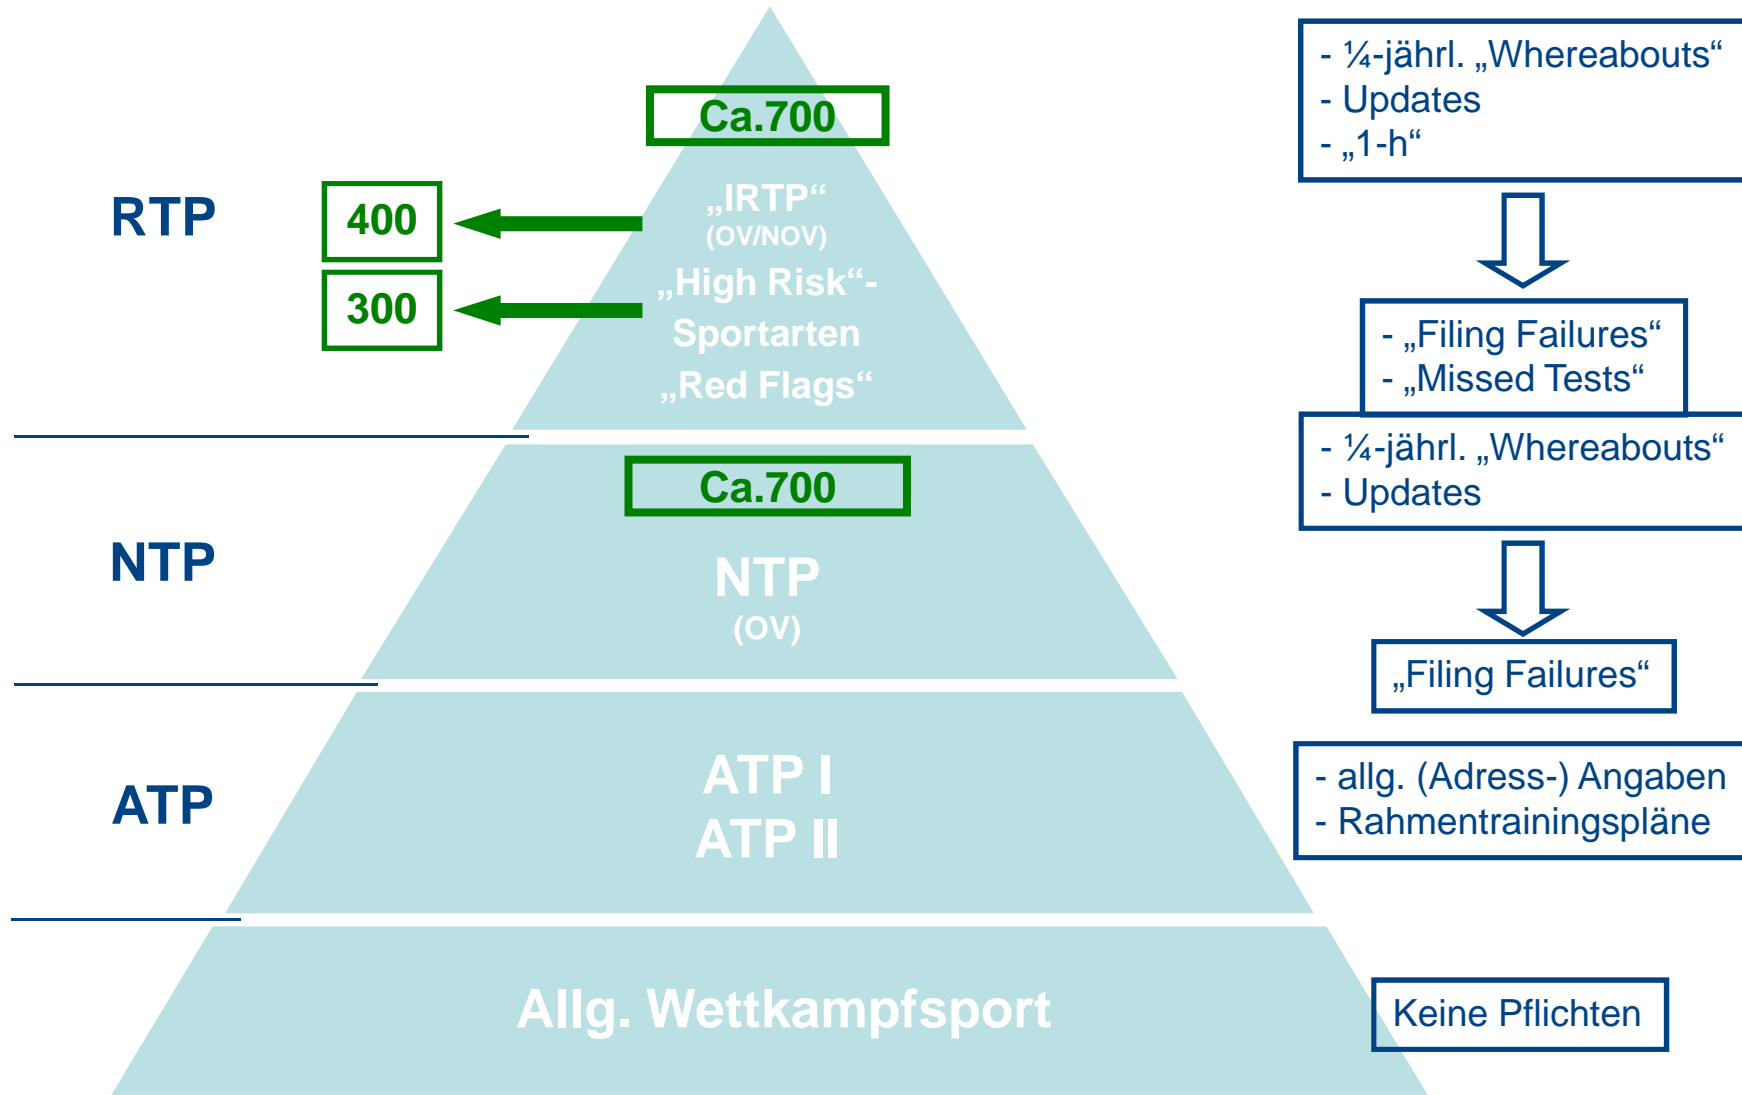 - ¼-jährl. „Whereabouts“
- Updates
- „1-h“
Ca.700
RTP
400
300
„IRTP“
(OV/NOV)
„High Risk“-
Sportarten
„Red Flags“
- „Filing Failures“
- „Missed Tests“
Ca.700
- ¼-jährl. „Whereabouts“
- Updates
NTP
NTP
(OV)
„Filing Failures“
ATP
ATP I
ATP II
- allg. (Adress-) Angaben
- Rahmentrainingspläne
Allg. Wettkampfsport
Keine Pflichten